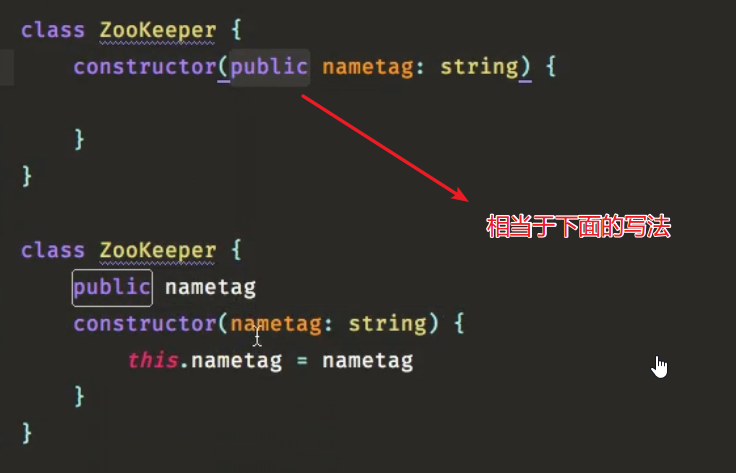 class ZooKeeper {
constructor(public nametag: string) {
}
}
相当于下面的写法
class ZooKeeper {
public nametag
constructor(nametag: string) {
this.nametag = nametag
}
}